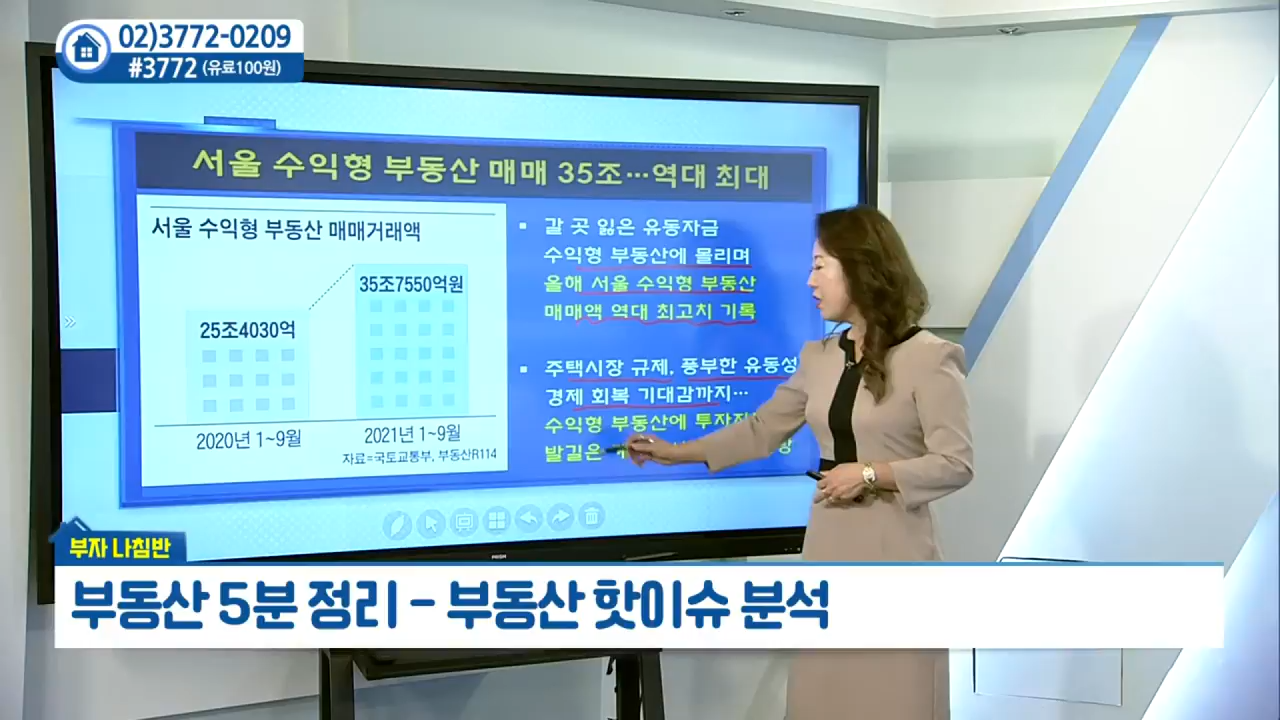 02)3772-0209
#3772 (유료100원)
서울 수익형 부동산 매매 35조…역대 최대
서울 수익형 부동산 매매거래액
25조4030억
35조7550억원
2020년 1~9월
2021년 1~9월
자료=국토교통부, 부동산R114
▪ 갈 곳 잃은 유동자금
수익형 부동산에 몰리며
올해 서울 수익형 부동산
매매액 역대 최고치 기록
▪ 주택시장 규제, 풍부한 유동성
경제 회복 기대감까지…
수익형 부동산에 투자자
발길은
부자 나침반
부동산 5분 정리 – 부동산 핫이슈 분석